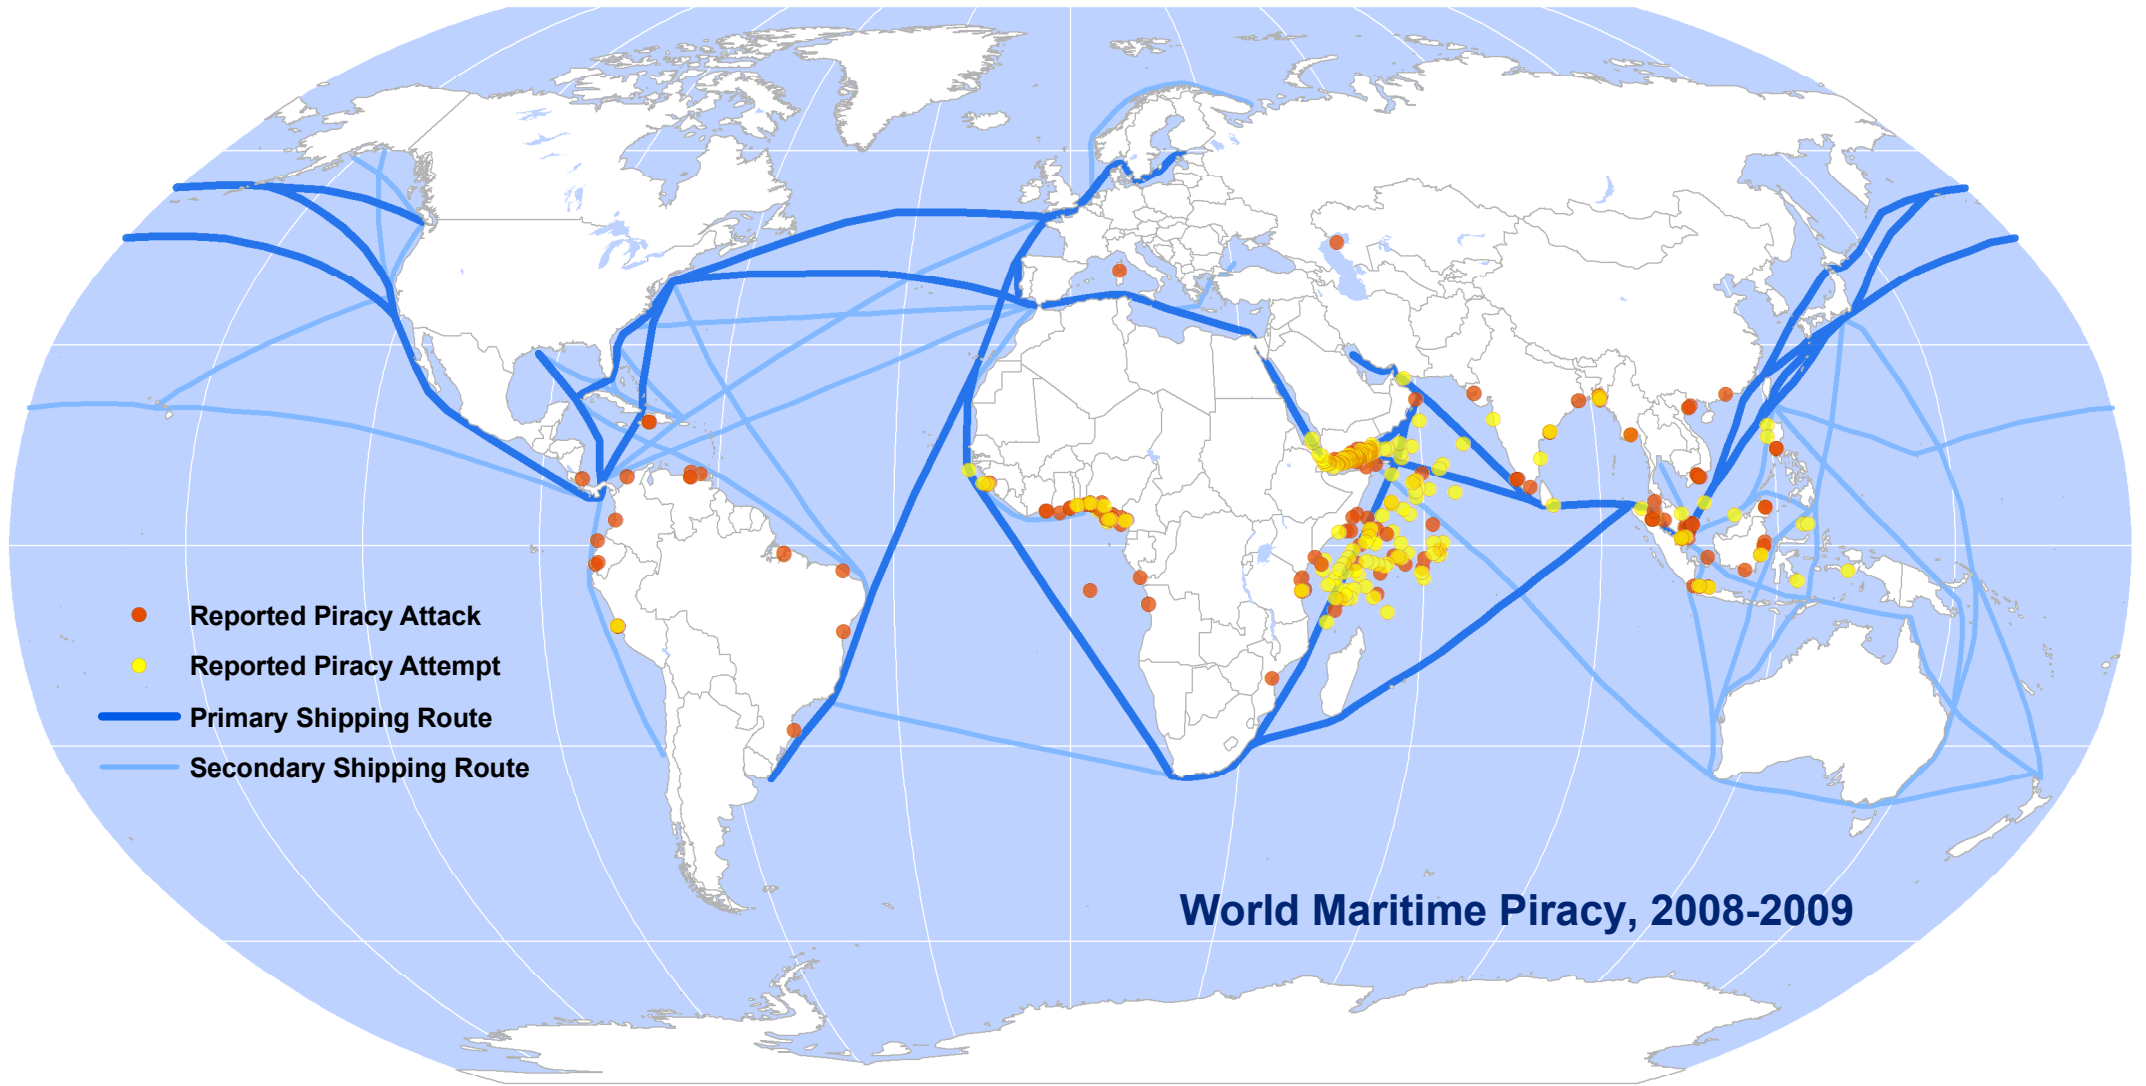 Reported Piracy Attack
Reported Piracy Attempt
Primary Shipping Route
Secondary Shipping Route
World Maritime Piracy, 2008-2009